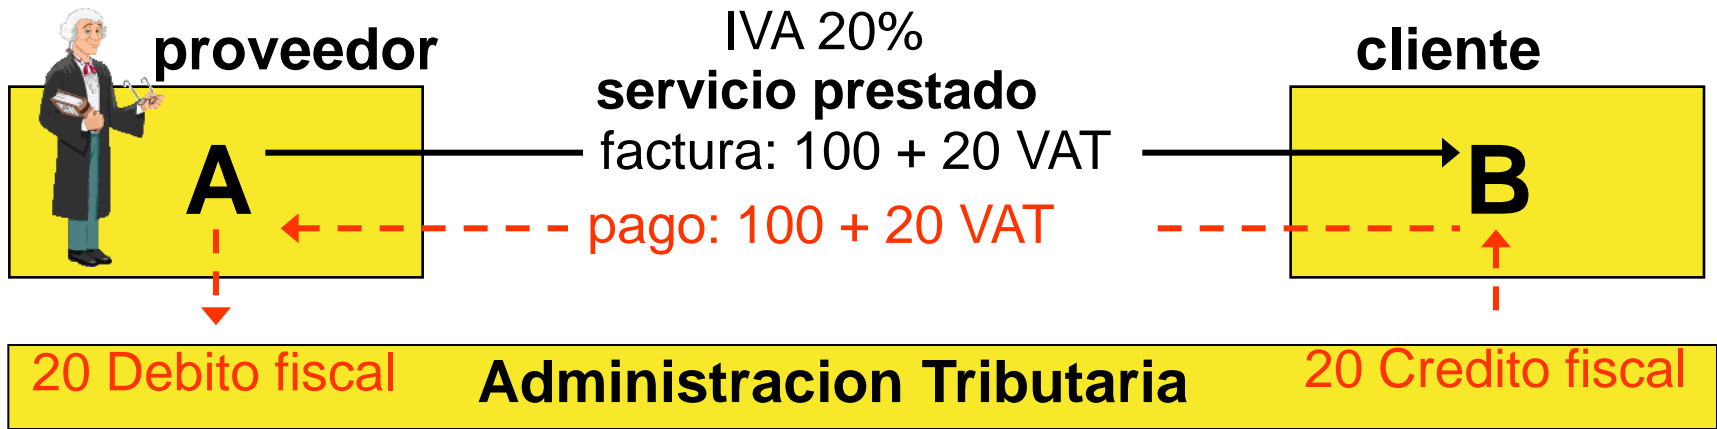 IVA 20%
proveedor
cliente
servicio prestado
factura: 100 + 20 VAT
A
B
pago: 100 + 20 VAT
20 Debito fiscal
Administracion Tributaria
20 Credito fiscal